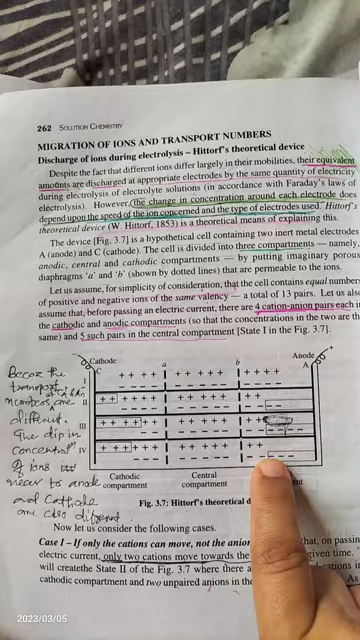 262 SOLUTION CHEMISTRY
MIGRATION OF IONS AND TRANSPORT NUMBERS
Discharge of ions during electrolysis – Hittorf's theoretical device
Despite the fact that different ions differ largely in their mobilities, their equivalent
amounts are discharged at appropriate electrodes by the same quantity of electricity
during electrolysis of electrolyte solutions (in accordance with Faraday's laws of
electrolysis). However, the change in concentration around each electrode does
depend upon the speed of the ion concerned and the type of electrodes used. Hittorf's
theoretical device (W. Hittorf, 1853) is a theoretical means of explaining this.
The device [Fig. 3.7] is a hypothetical cell containing two inert metal electrodes
A (anode) and C (cathode). The cell is divided into three compartments – namely,
anodic, central and cathodic compartments – by putting imaginary porous
diaphragms 'a' and 'b' (shown by dotted lines) that are permeable to the ions.
Let us assume, for simplicity of consideration, that the cell contains equal numbers
of positive and negative ions of the same valency – a total of 13 pairs. Let us also
assume that, before passing an electric current, there are 4 cation-anion pairs each in
the cathodic and anodic compartments (so that the concentrations in the two are the
same) and 5 such pairs in the central compartment [State I in the Fig. 3.7].
Cathode a b Anode
C A
I + + + + + + + + + + + + +
– – – – – – – – – – – – –
II
III
IV
Cathodic Central
compartment compartment
Becoz the
transport
numbers are
different.
The dip in
concentration
of ions
near to anode
and Cathode
are also different
Fig. 3.7: Hittorf's theoretical d
Now let us consider the following cases.
Case I – If only the cations can move, not the anion that, on passin
electric current, only two cations move towards the given time.
will create the State II of the Fig. 3.7 where there a
cathodic compartment and two unpaired anions in the As
2023/03/05